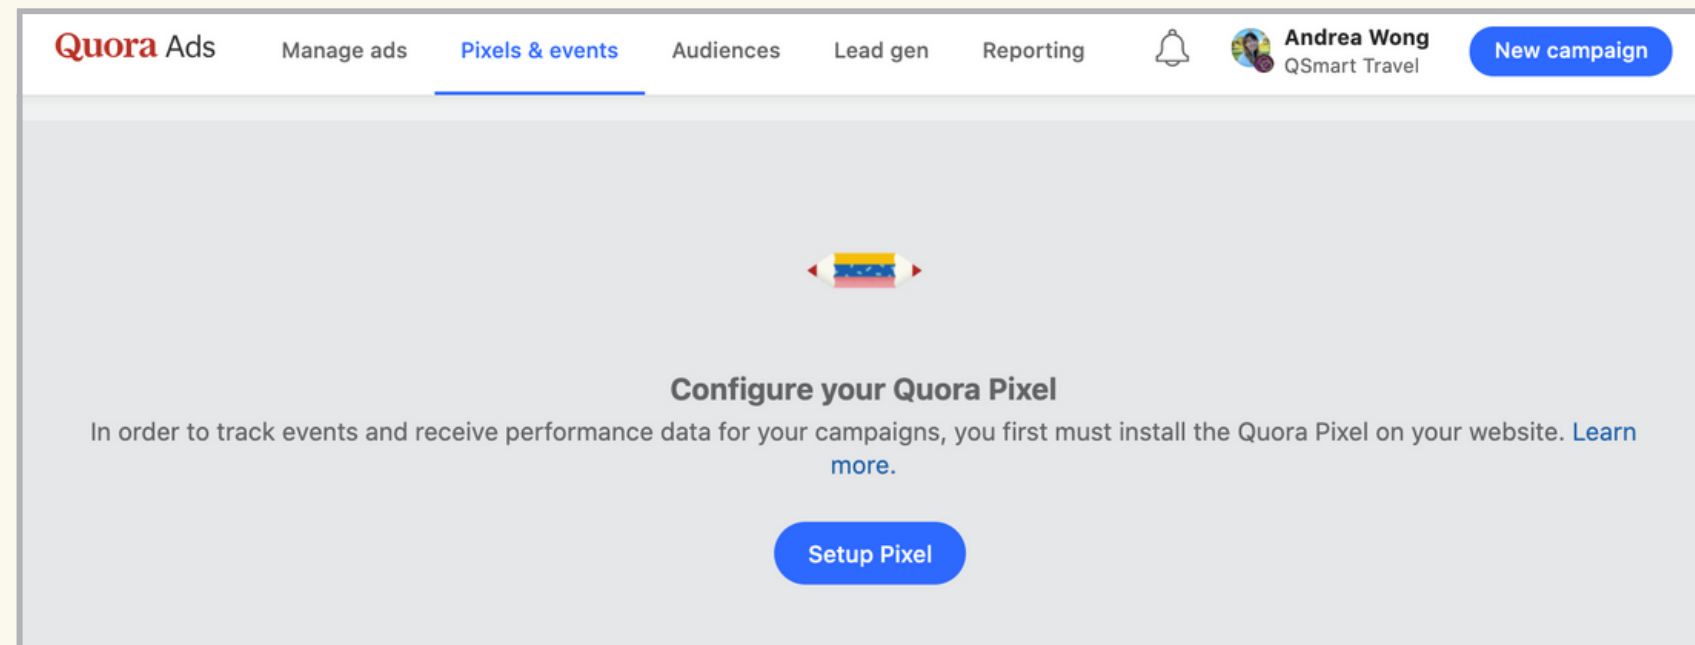 Quora Ads Manage ads Pixels & events Audiences Lead gen Reporting Andrea Wong New campaign
QSmart Travel
Configure your Quora Pixel
In order to track events and receive performance data for your campaigns, you first must install the Quora Pixel on your website. Learn
more.
Setup Pixel